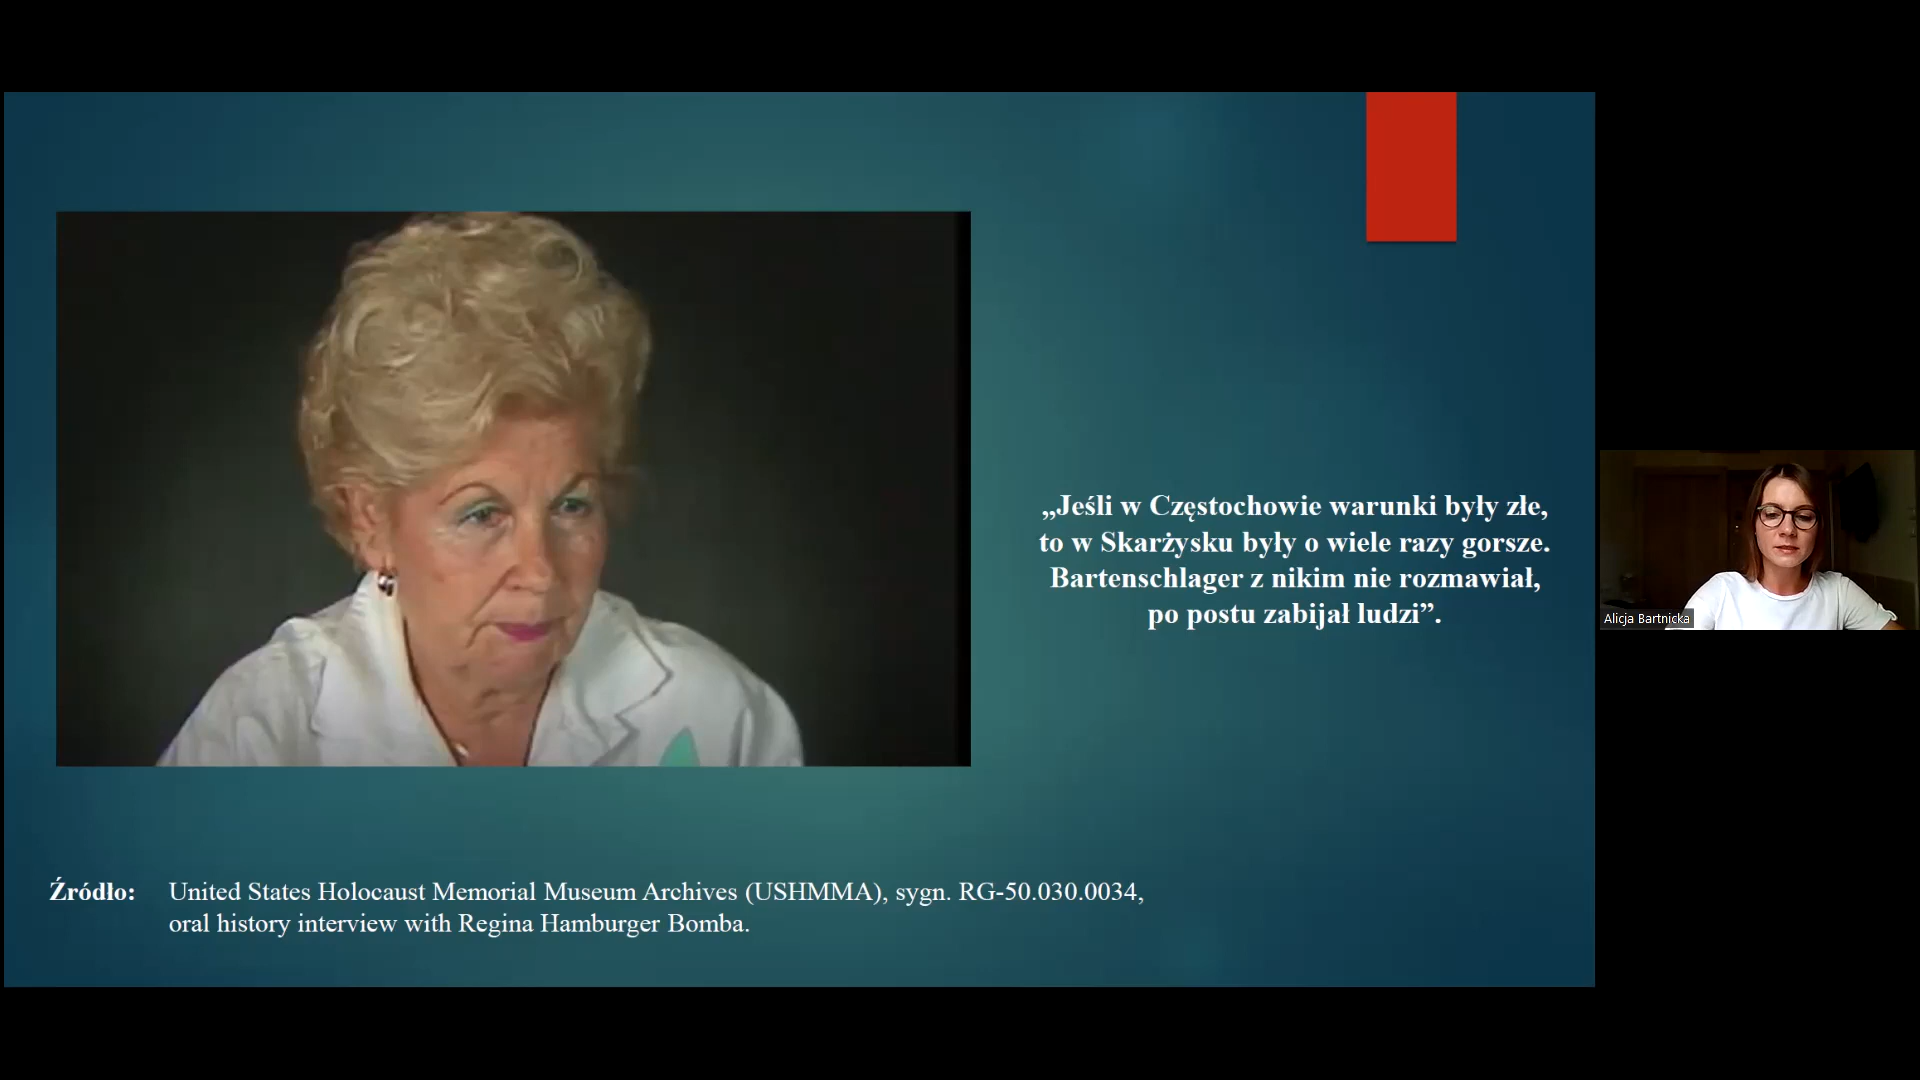 „Jeśli w Częstochowie warunki były złe,
to w Skarżysku były o wiele razy gorsze.
Bartenschlager z nikim nie rozmawiał,
po postu zabijał ludzi”.
Alicja Bartnicka
Źródło: United States Holocaust Memorial Museum Archives (USHMMA), sygn. RG-50.030.0034,
oral history interview with Regina Hamburger Bomba.